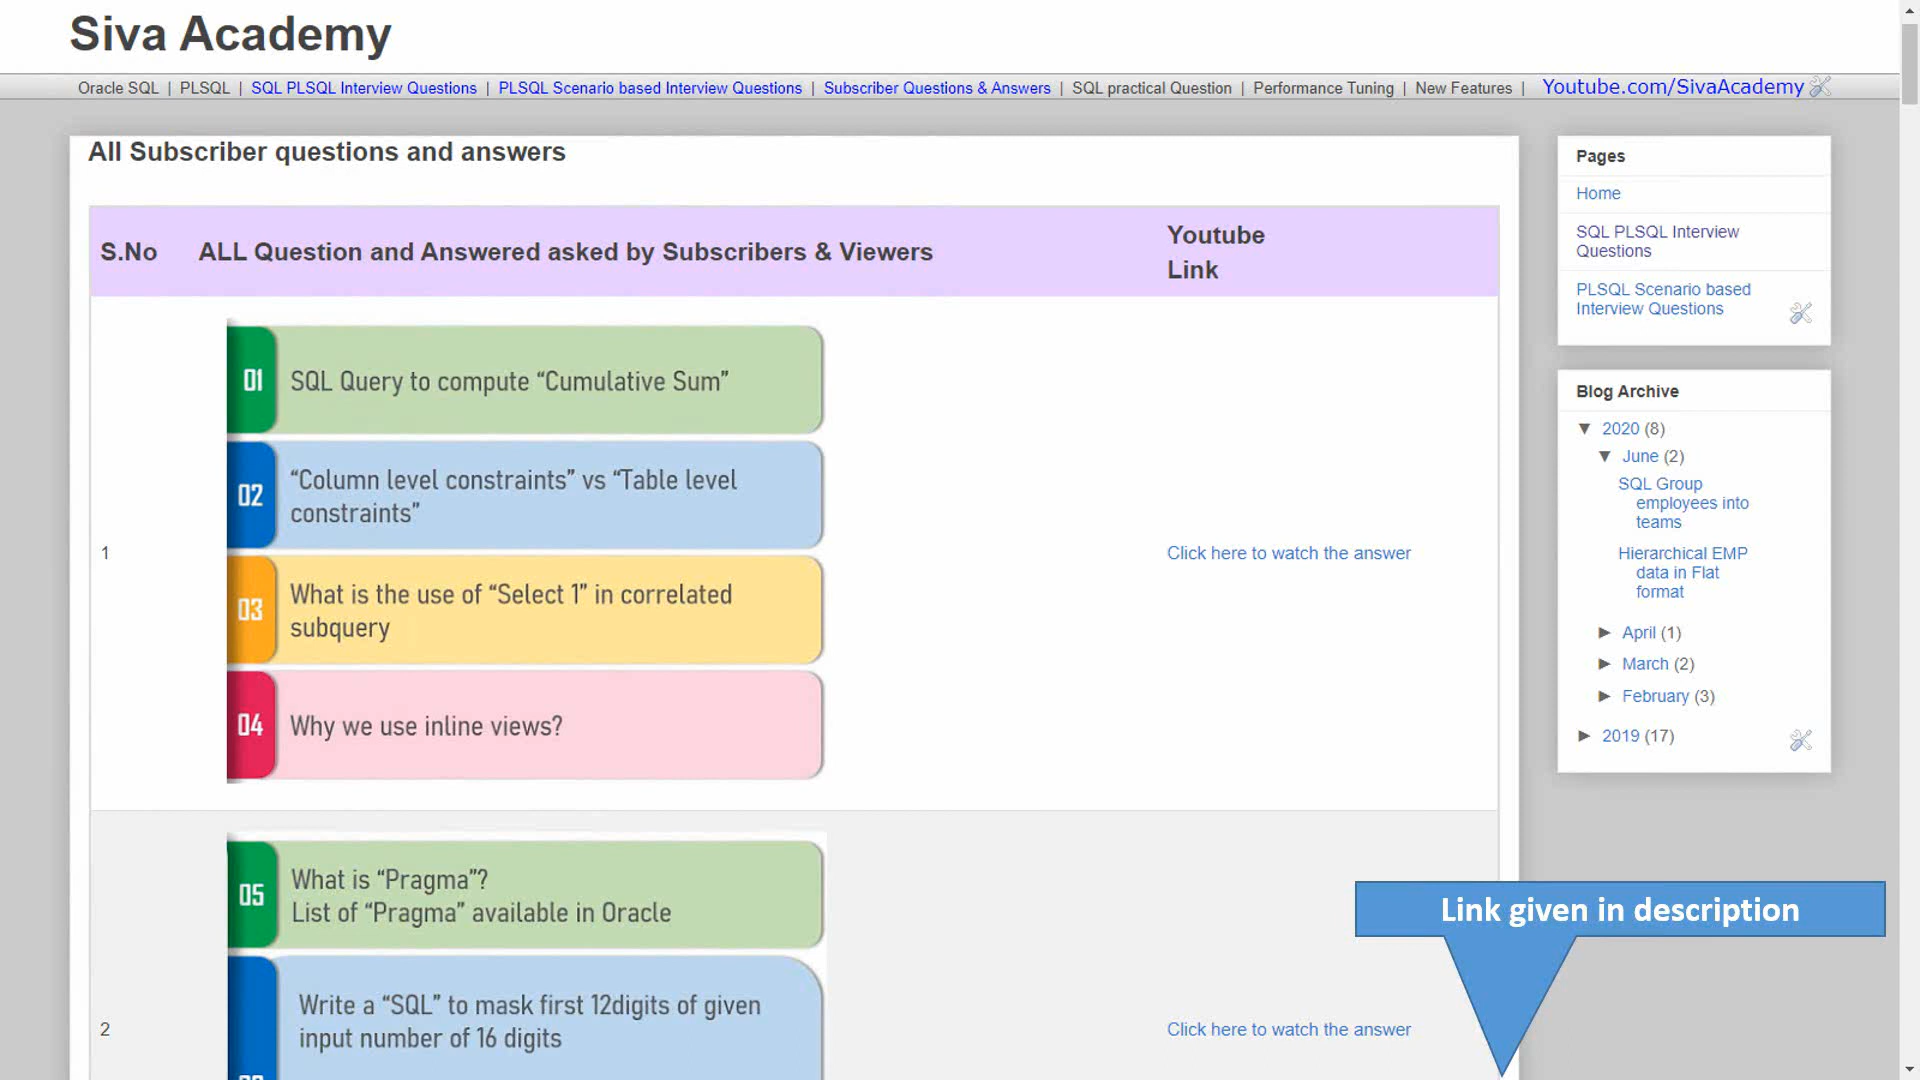 Siva Academy
Oracle SQL | PLSQL | SQL PLSQL Interview Questions | PLSQL Scenario based Interview Questions | Subscriber Questions & Answers | SQL practical Question | Performance Tuning | New Features | Youtube.com/SivaAcademy
All Subscriber questions and answers
S.No ALL Question and Answered asked by Subscribers & Viewers Youtube
Link
01 SQL Query to compute “Cumulative Sum”
02 “Column level constraints” vs “Table level
constraints”
1 Click here to watch the answer
03 What is the use of “Select 1” in correlated
subquery
04 Why we use inline views?
05 What is “Pragma”?
List of “Pragma” available in Oracle
Write a “SQL” to mask first 12digits of given
input number of 16 digits
2 Click here to watch the answer
Pages
Home
SQL PLSQL Interview
Questions
PLSQL Scenario based
Interview Questions
Blog Archive
▼ 2020 (8)
▼ June (2)
SQL Group
employees into
teams
Hierarchical EMP
data in Flat
format
► April (1)
► March (2)
► February (3)
► 2019 (17)
Link given in description